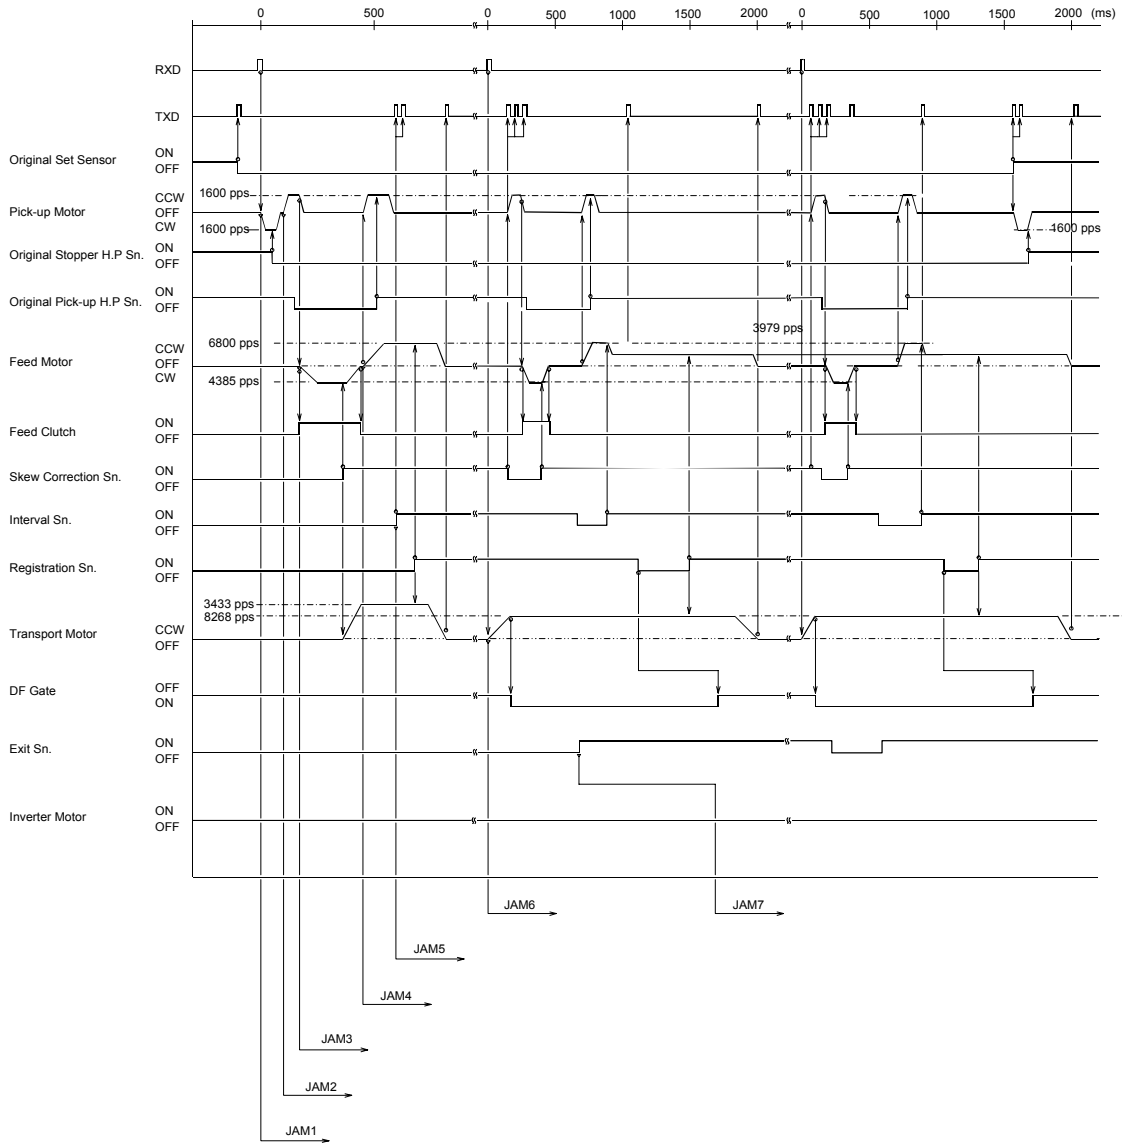 0 500 0 500 1000 1500 2000 0 500 1000 1500 2000 (ms)
RXD
TXD
Original Set Sensor ON
OFF
1600 pps CCW
Pick-up Motor OFF
1600 pps CW 1600 pps
Original Stopper H.P Sn. ON
OFF
Original Pick-up H.P Sn. ON
OFF
3979 pps
6800 pps
Feed Motor CCW
OFF
CW
4385 pps
Feed Clutch ON
OFF
Skew Correction Sn. ON
OFF
Interval Sn. ON
OFF
Registration Sn. ON
OFF
3433 pps
8268 pps
Transport Motor CCW
OFF
DF Gate OFF
ON
Exit Sn. ON
OFF
Inverter Motor ON
OFF
JAM6 JAM7
JAM5
JAM4
JAM3
JAM2
JAM1